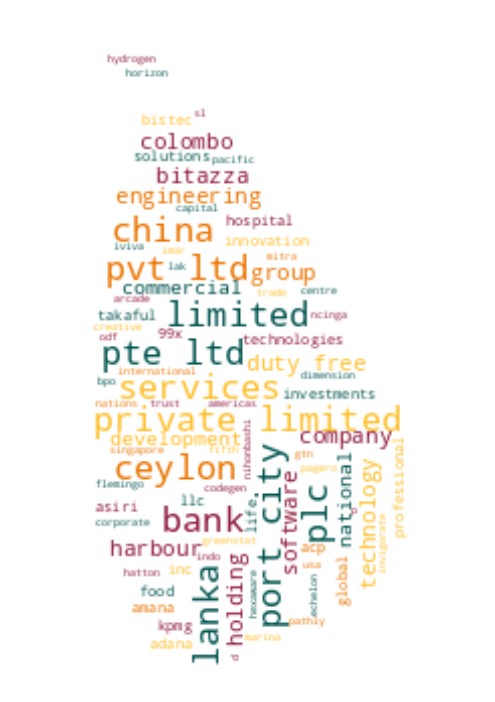 hydrogen
horizon
sl
bistec
colombo
solutions pacific
bitazza
engineering
capital
hospital
china
innovation
iviva
imar
mitra
pvt ltd
lak
group
commercial
trade
centre
arcade
takaful
limited
ncinga
creative
99x
odf
technologies
pte ltd
duty free
international
dimension
bpo
services
investments
nations
trust
americas
private limited
development
company
singapore
fifth
nihonbashi
gtn
ceylon
pagero
flemingo
codegen
llc
asiri
corporate
bank
life
port city
software
plc
national
technology
professional
invigorate
harbour
greenstat
indo
acp
usa
hatton
inc
lanka
holding
hexaware
echelon
global
food
amana
pathly
kpmg
marina
adana
d